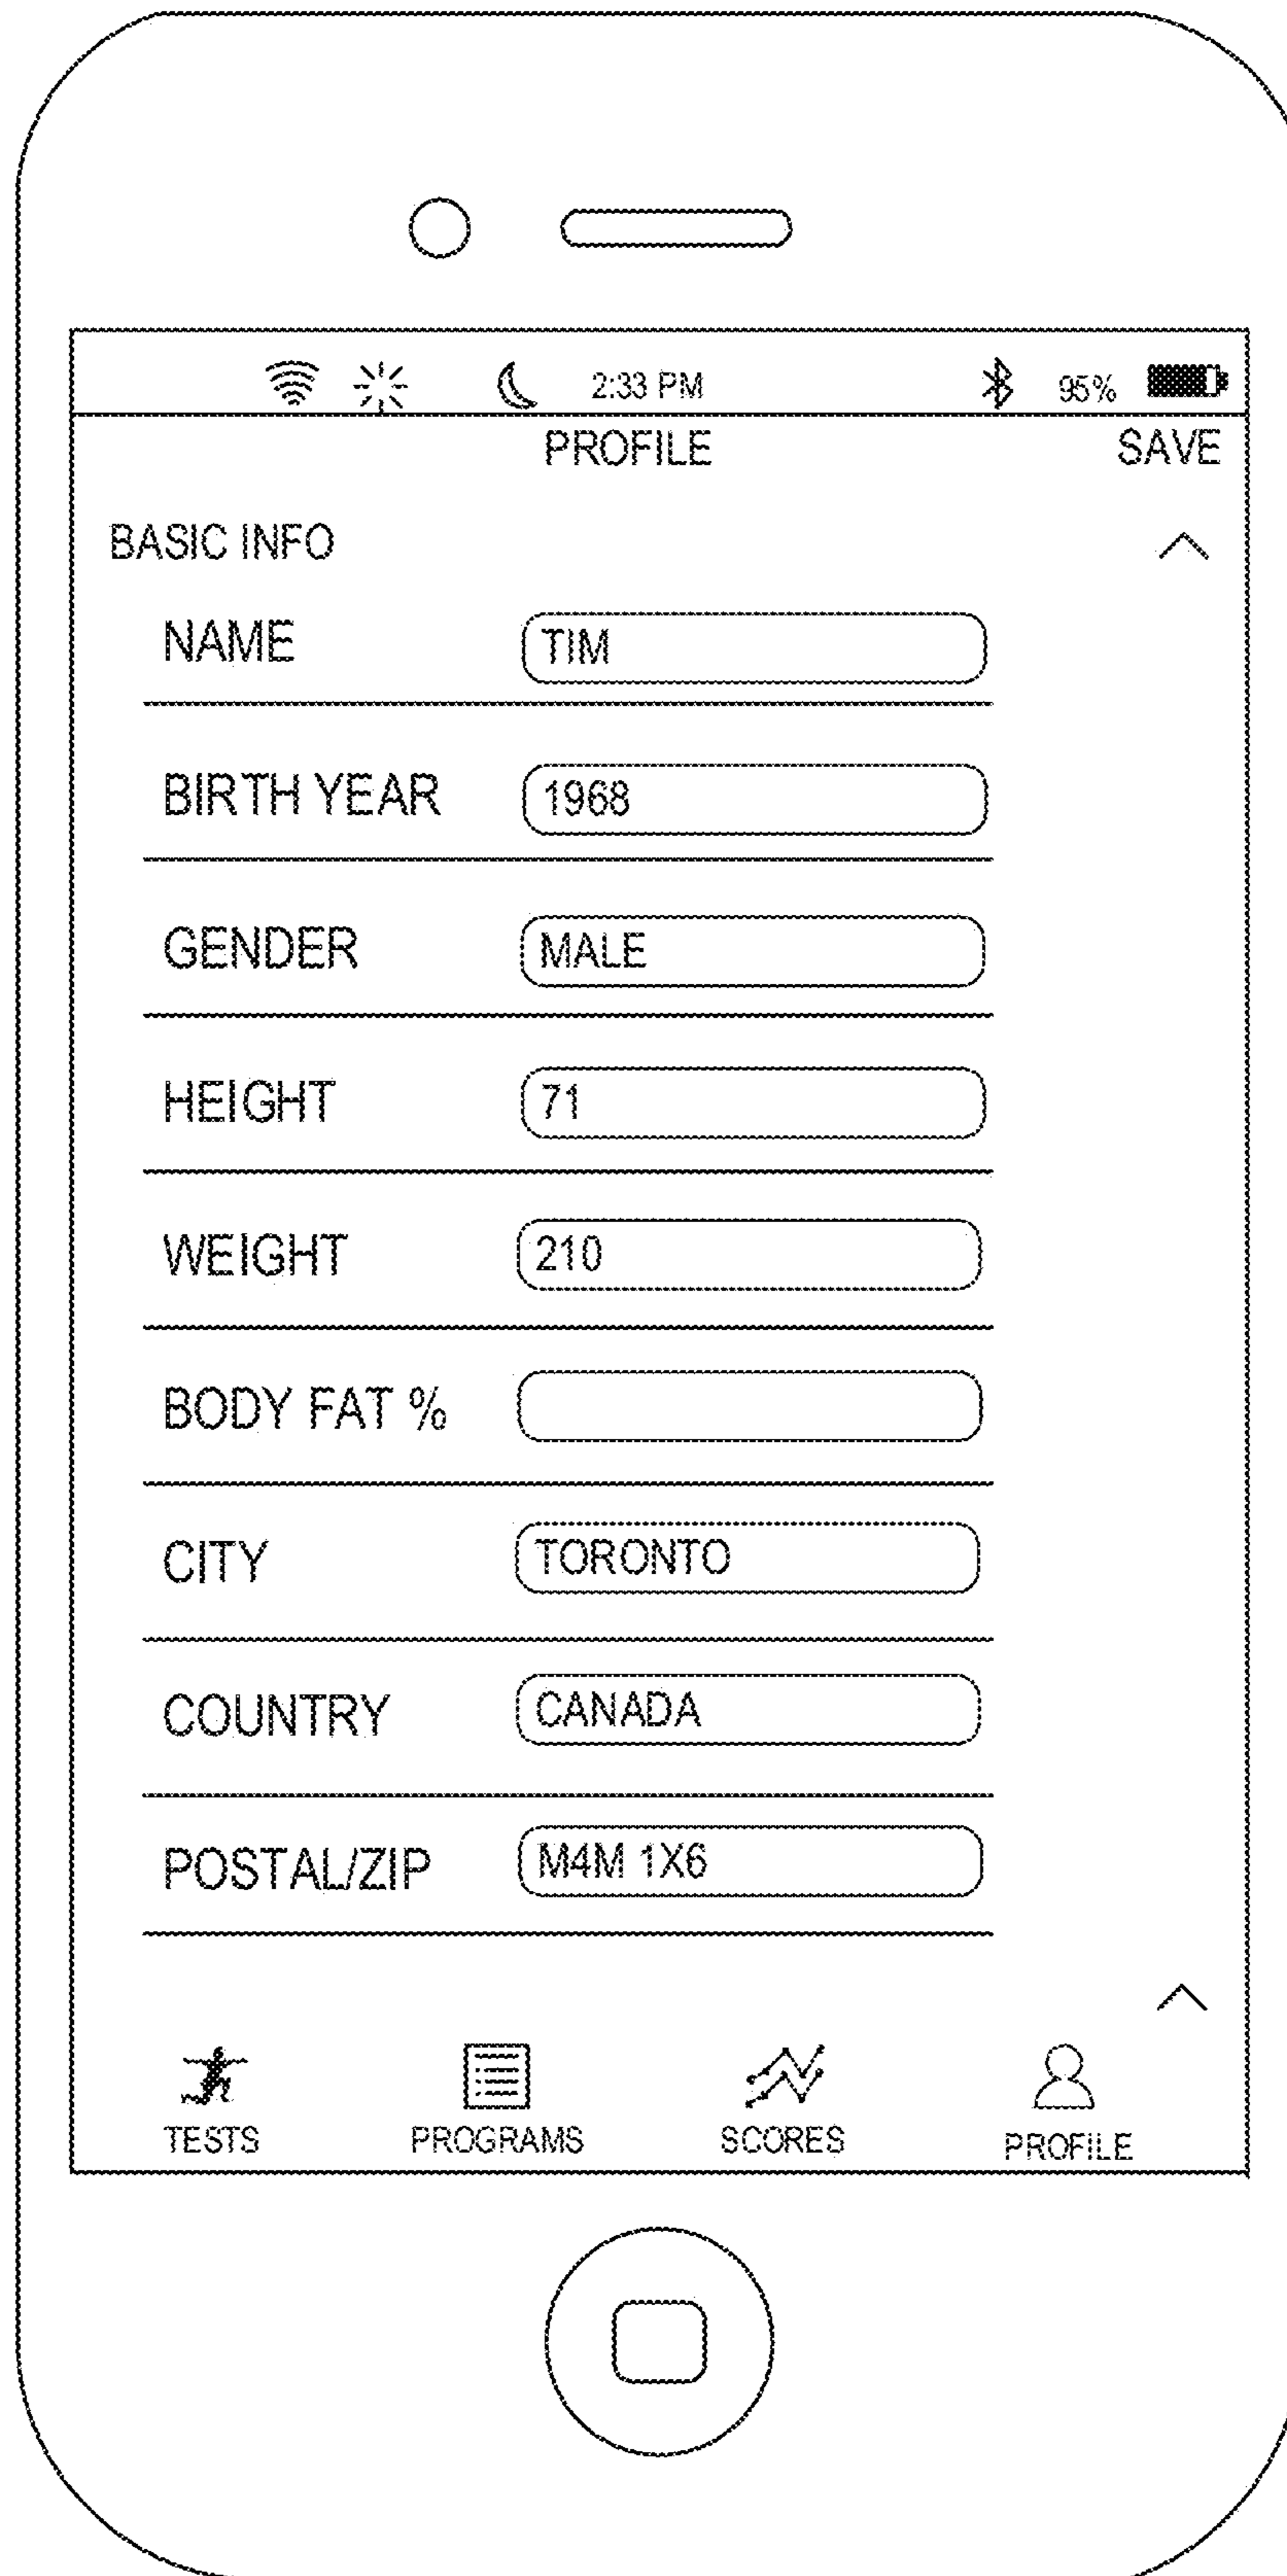 2:33 PM 95%
PROFILE SAVE
BASIC INFO
NAME TIM
BIRTH YEAR 1968
GENDER MALE
HEIGHT 71
WEIGHT 210
BODY FAT %
CITY TORONTO
COUNTRY CANADA
POSTAL/ZIP M4M 1X6
TESTS PROGRAMS SCORES PROFILE